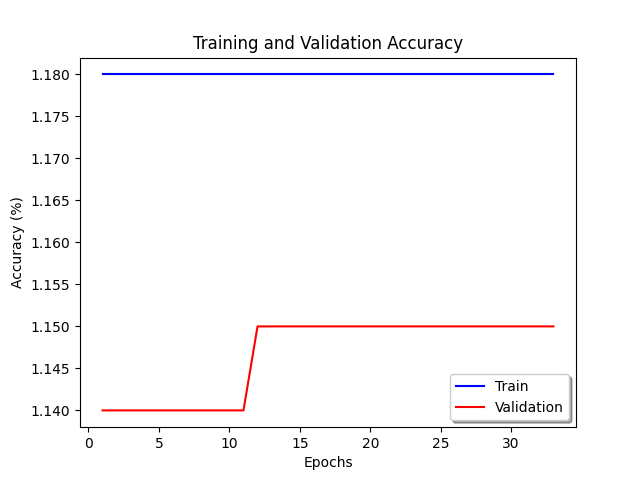 Training and Validation Accuracy
Accuracy (%)
1.180
1.175
1.170
1.165
1.160
1.155
1.150
1.145
1.140
0 5 10 15 20 25 30
Epochs
Train
Validation